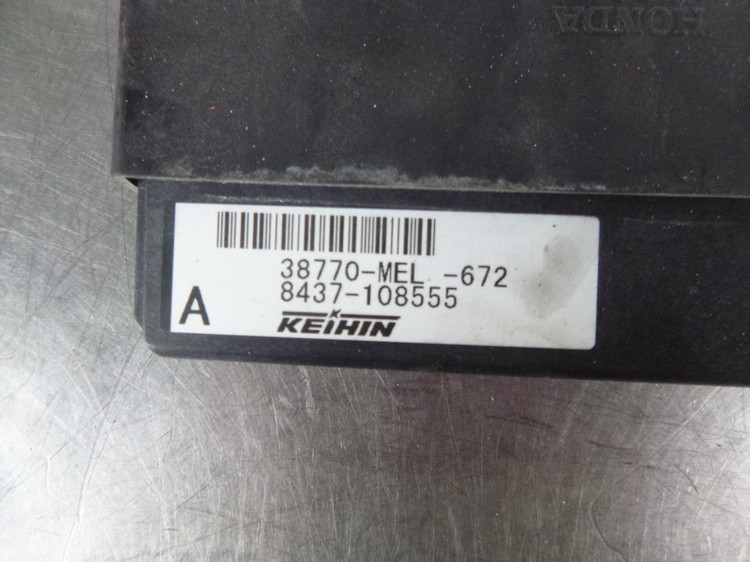 HONDA
38770-MEL -672
8437-108555
A
KEIHIN